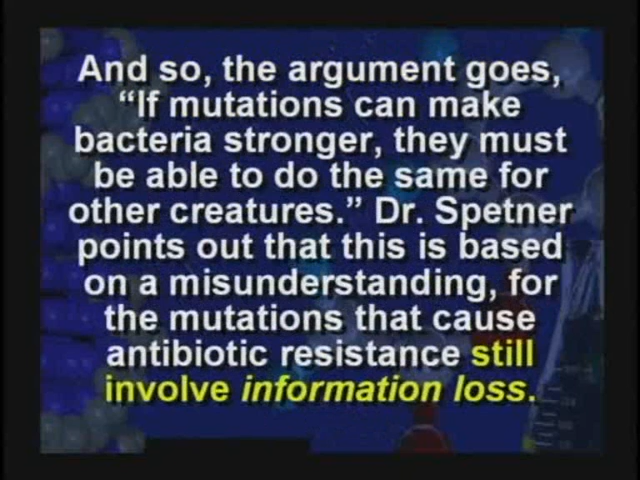 And so, the argument goes,
“If mutations can make
bacteria stronger, they must
be able to do the same for
other creatures.” Dr. Spetner
points out that this is based
on a misunderstanding, for
the mutations that cause
antibiotic resistance still
involve information loss.